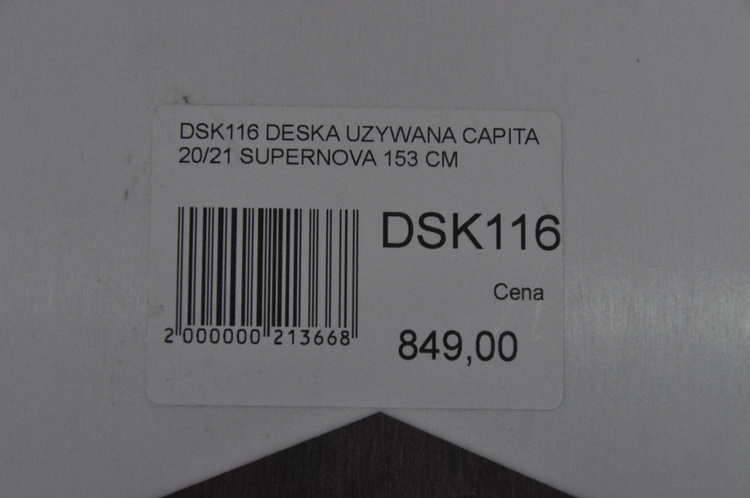 DSK116 DESKA UZYWANA CAPITA
20/21 SUPERNOVA 153 CM
DSK116
Cena
849,00
2 000000 213668